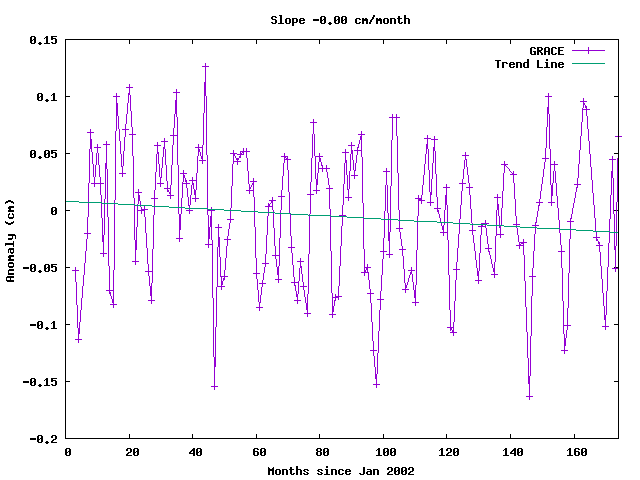 Slope -0.00 cm/month
GRACE
Trend Line
0.15
0.1
0.05
0
-0.05
-0.1
-0.15
-0.2
Anomaly (cm)
0 20 40 60 80 100 120 140 160
Months since Jan 2002